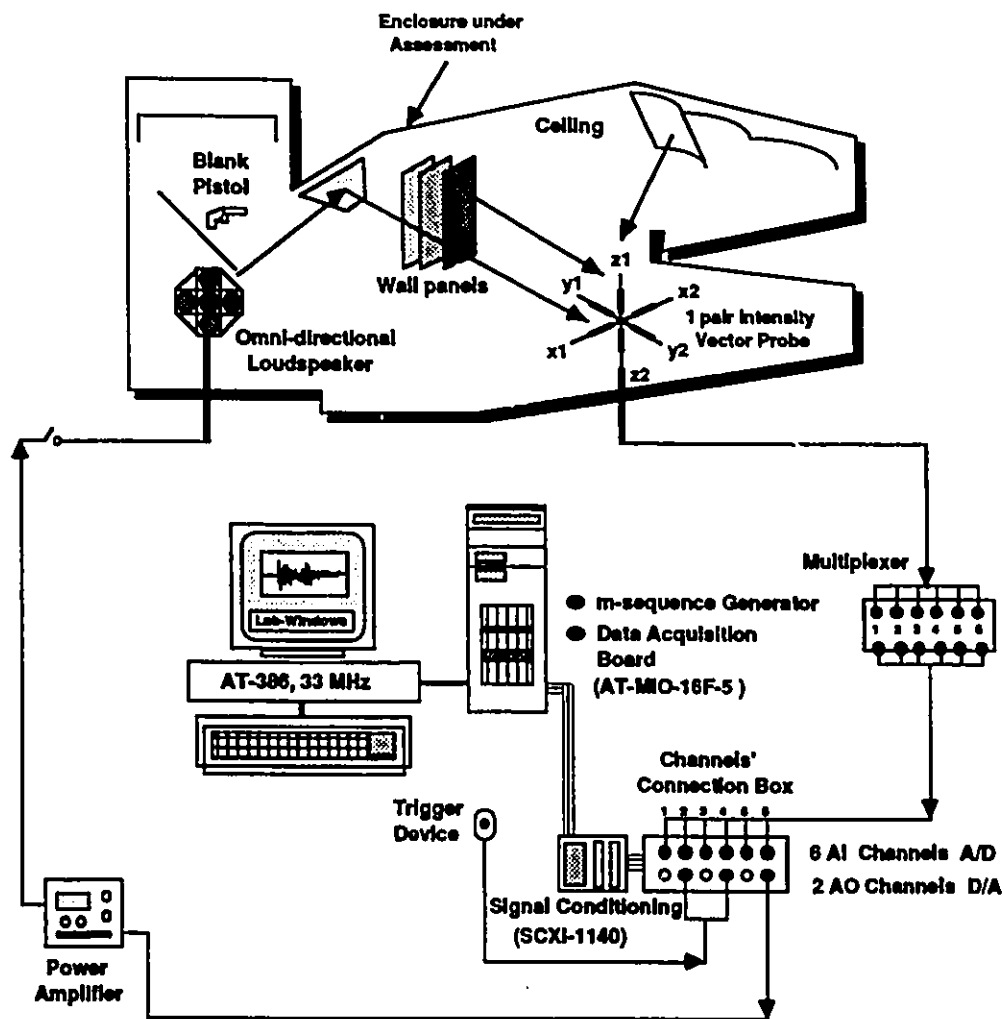 Enclosure under
Assessment
Ceiling
Blank
Pistol
Wall panels
z1
y1
x2
1 pair Intensity
Vector Probe
x1
y2
z2
Omni-directional
Loudspeaker
Multiplexer
1 2 3 4 5 6
Lab-Windows
m-sequence Generator
Data Acquisition
Board
(AT-MIO-16F-5 )
AT-386, 33 MHz
Channels'
Connection Box
1 2 3 4 5 6
Trigger
Device
6 AI Channels A/D
2 AO Channels D/A
Signal Conditioning
(SCXI-1140)
Power
Amplifier